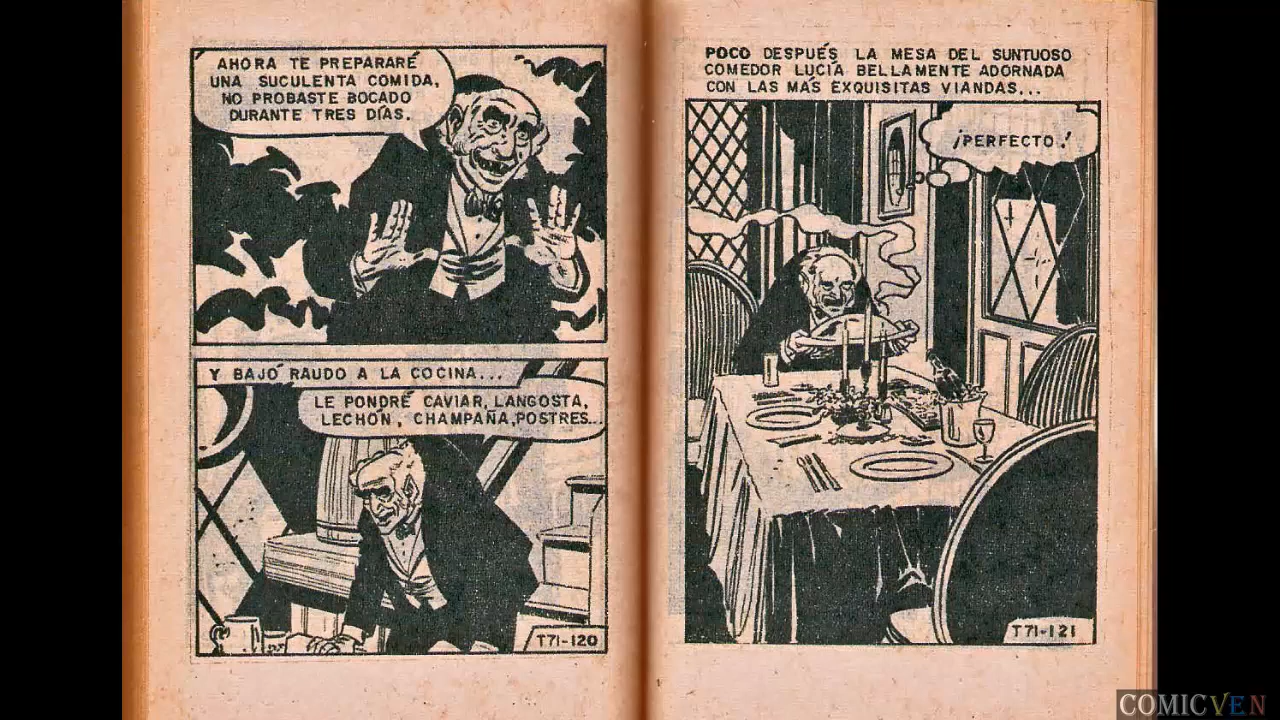 AHORA TE PREPARARÉ
UNA SUCULENTA COMIDA,
NO PROBASTE BOCADO
DURANTE TRES DÍAS.
Y BAJÓ RAUDO A LA COCINA...
LE PONDRÉ CAVIAR, LANGOSTA,
LECHÓN, CHAMPAÑA, POSTRES...
T71-120
POCO DESPUÉS LA MESA DEL SUNTUOSO
COMEDOR LUCÍA BELLAMENTE ADORNADA
CON LAS MÁS EXQUISITAS VIANDAS...
¡PERFECTO!
T71-121
COMICVEN